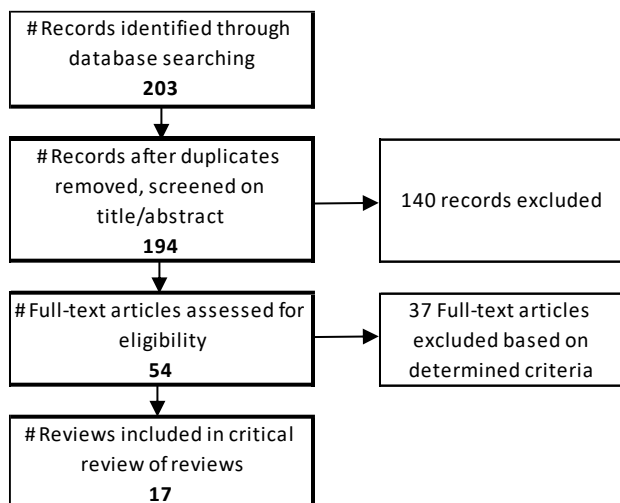 # Records identified through
database searching
203
# Records after duplicates
removed, screened on
title/abstract
194
140 records excluded
# Full-text articles assessed for
eligibility
54
37 Full-text articles
excluded based on
determined criteria
# Reviews included in critical
review of reviews
17